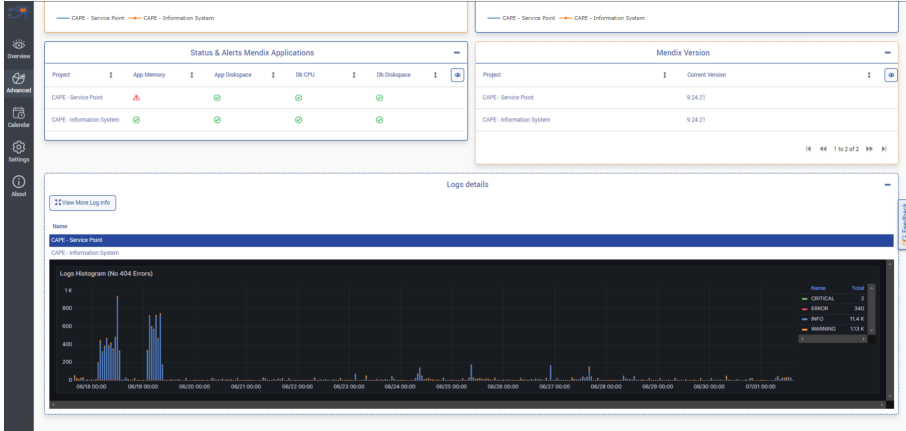 CAPE - Service Point CAPE - Information System
CAPE - Service Point CAPE - Information System
Overview
Advanced
Calendar
Settings
About
Status & Alerts Mendix Applications
Project App Memory App Diskspace Db CPU Db Diskspace
CAPE - Service Point
CAPE - Information System
Mendix Version
Project Current Version
CAPE - Service Point 9.24.21
CAPE - Information System 9.24.21
1 to 2 of 2
Logs details
View More Log info
Name
CAPE - Service Point
CAPE - Information System
Logs Histogram (No 404 Errors)
1 K
800
600
400
200
0
06/18 00:00 06/19 00:00 06/20 00:00 06/21 00:00 06/22 00:00 06/23 00:00 06/24 00:00 06/25 00:00 06/26 00:00 06/27 00:00 06/28 00:00 06/29 00:00 06/30 00:00 07/01 00:00
Name Total
CRITICAL 2
ERROR 340
INFO 11.4 K
WARNING 1.13 K
Feedback